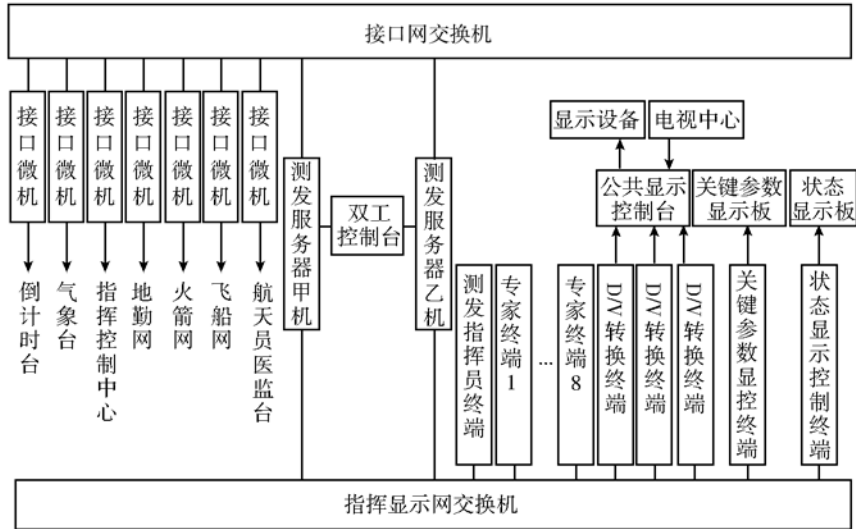 接口网交换机
接口微机
接口微机
接口微机
接口微机
接口微机
接口微机
接口微机
倒计时台
气象台
指挥控制中心
地勤网
火箭网
飞船网
航天员医监台
测发服务器甲机
双工
控制台
测发服务器乙机
显示设备
电视中心
公共显示
控制台
关键参数
显示板
状态
显示板
测发指挥员终端
专家终端1
...
专家终端8
D/V转换终端
D/V转换终端
D/V转换终端
关键参数显控终端
状态显示控制终端
指挥显示网交换机